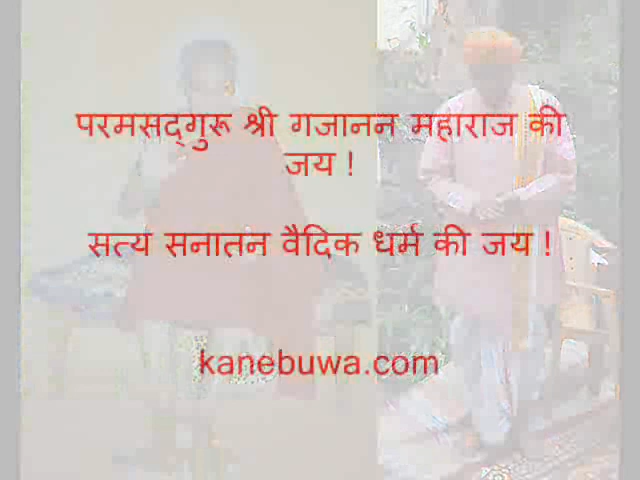 परमसद्‌गुरू श्री गजानन महाराज की
जय !
सत्य सनातन वैदिक धर्म की जय !
kanebuwa.com